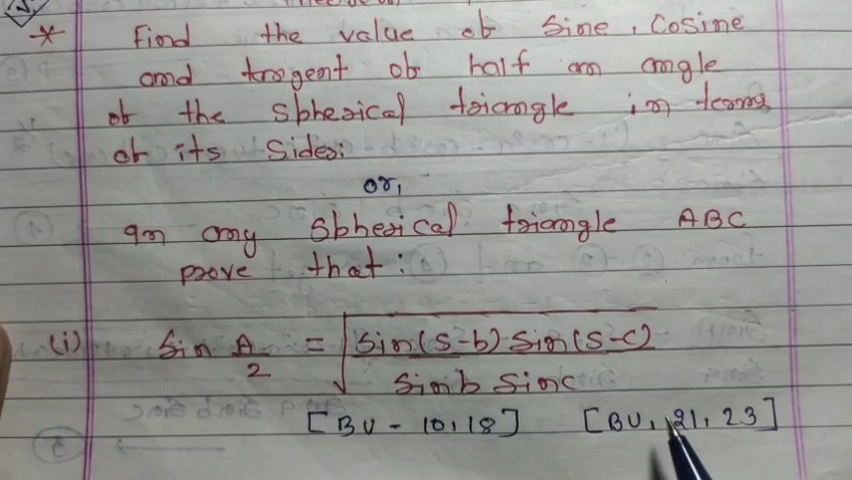 * Find the value of Sine, Cosine
and tangent of half an angle
of the Spherical triangle in terms
of its Sides:
or,
In any Spherical triangle ABC
prove that:
(i) Sin A/2 = √(Sin(S-b) Sin(S-c) / Sinb Sinc)
[BU - 10, 18] [BU, 21, 23]